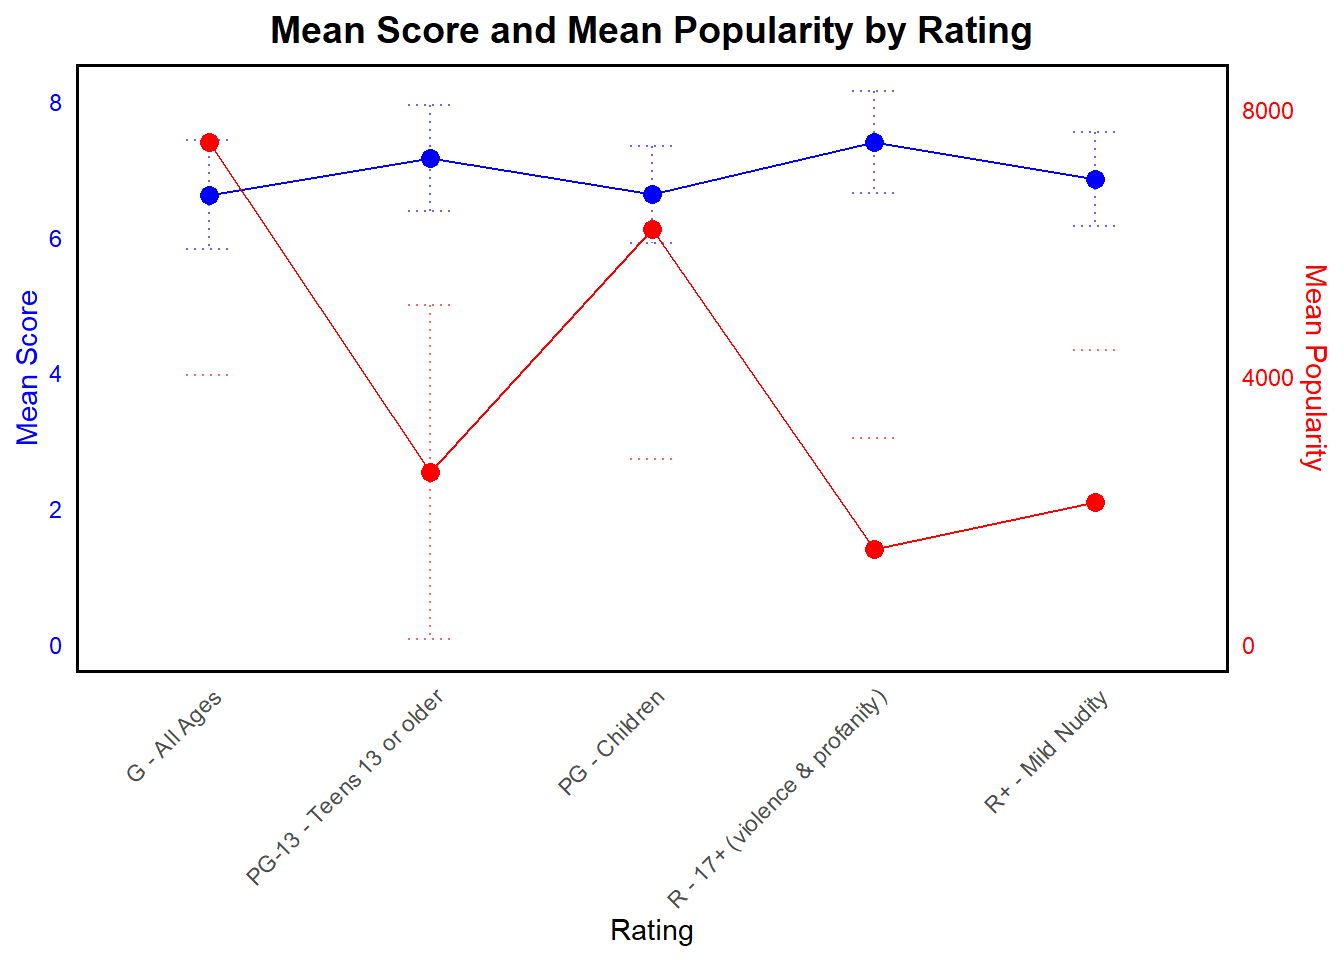 Mean Score and Mean Popularity by Rating
8
6
4
2
0
Mean Score
8000
4000
0
Mean Popularity
G - All Ages
PG-13 - Teens 13 or older
PG - Children
R - 17+ (violence & profanity)
R+ - Mild Nudity
Rating